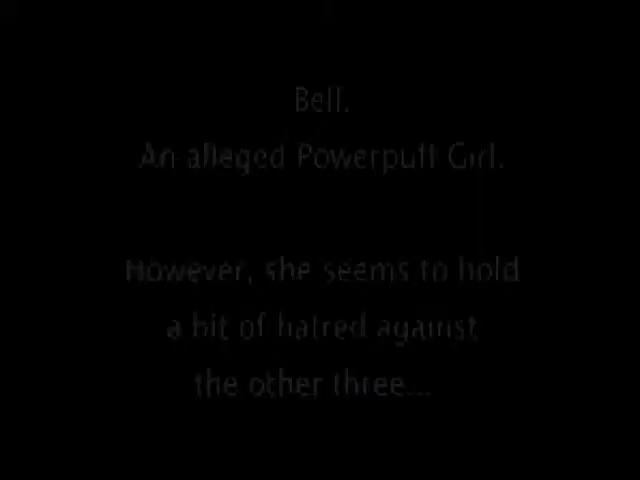 Bell.
An alleged Powerpuff Girl.
However, she seems to hold
a bit of hatred against
the other three...